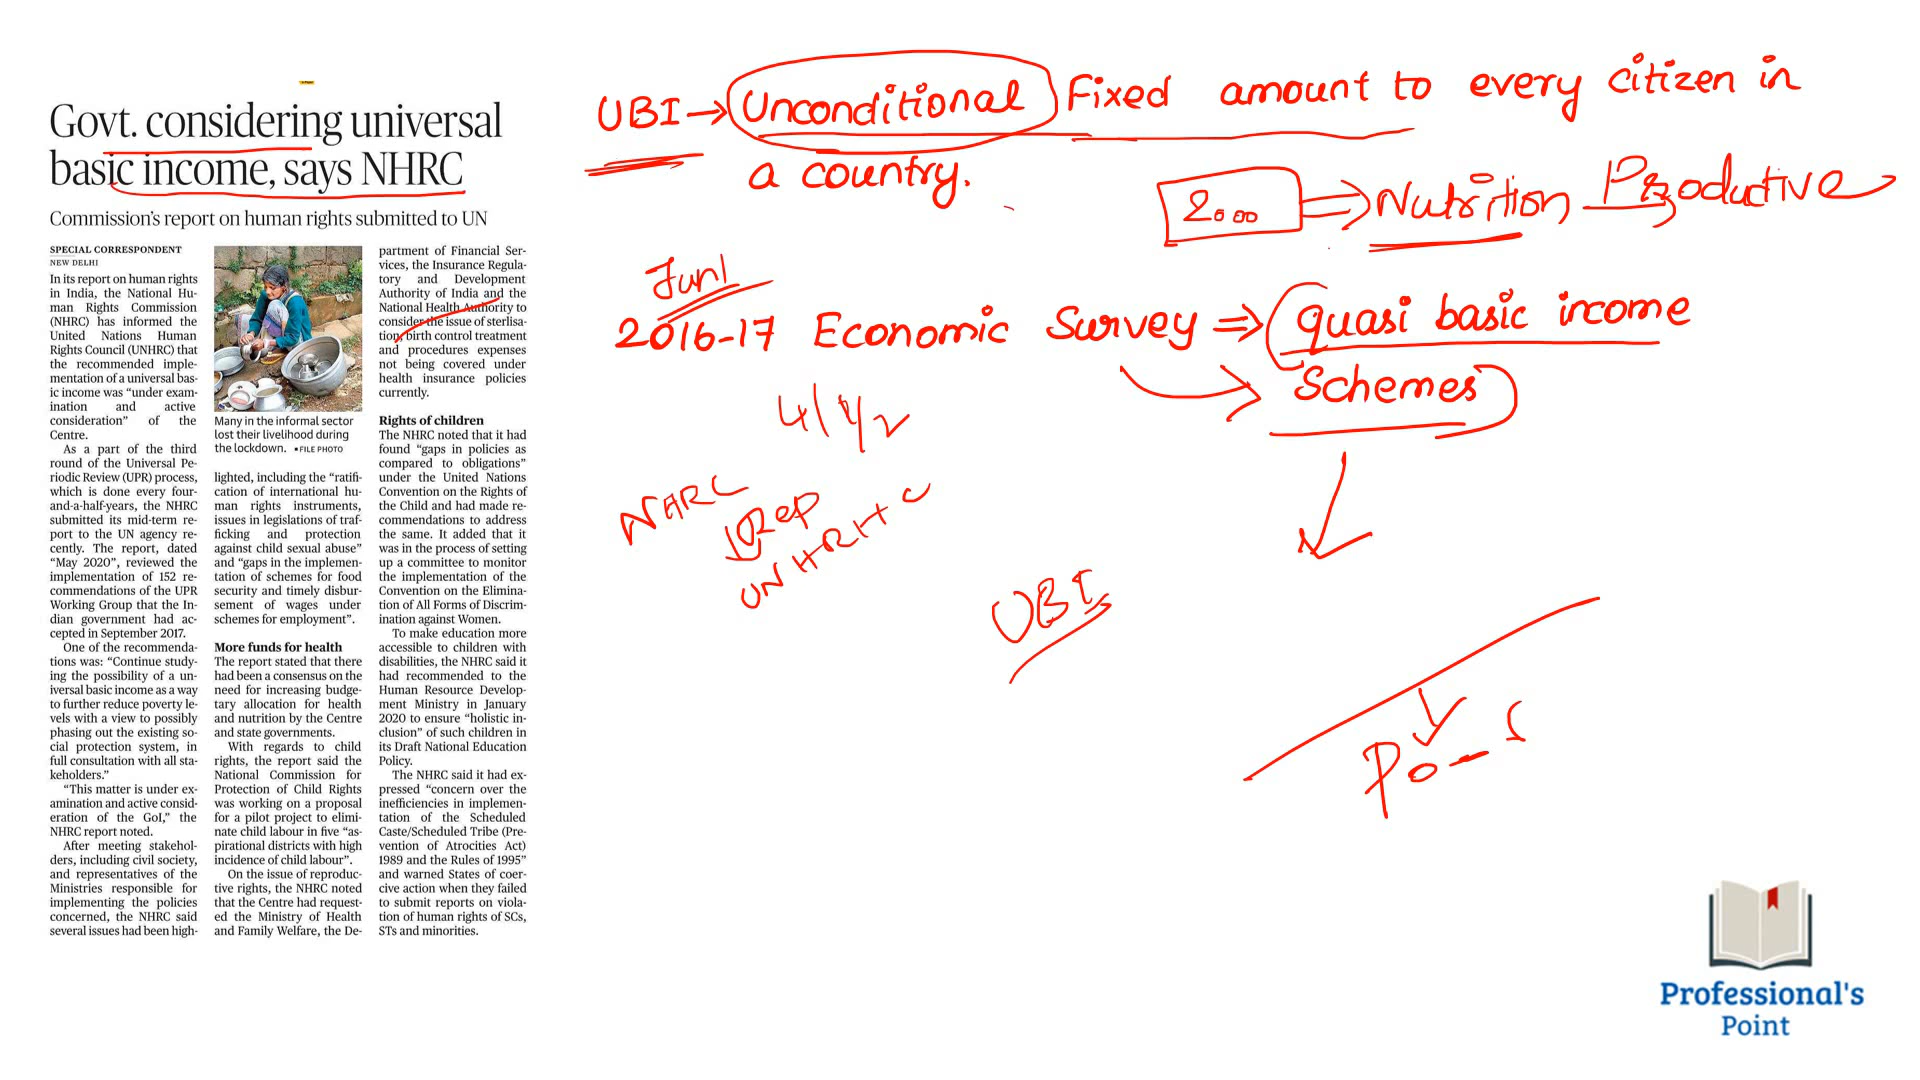 Govt. considering universal
basic income, says NHRC
Commission's report on human rights submitted to UN
SPECIAL CORRESPONDENT
NEW DELHI
In its report on human rights
in India, the National Hu-
man Rights Commission
(NHRC) has informed the
United Nations Human
Rights Council (UNHRC) that
the recommended imple-
mentation of a universal bas-
ic income was "under exam-
ination and active
consideration" of the
Centre.
As a part of the third
round of the Universal Pe-
riodic Review (UPR) process,
which is done every four-
and-a-half-years, the NHRC
submitted its mid-term re-
port to the UN agency re-
cently. The report, dated
"May 2020", reviewed the
implementation of 152 re-
commendations of the UPR
Working Group that the In-
dian government had ac-
cepted in September 2017.
One of the recommenda-
tions was: "Continue study-
ing the possibility of a un-
iversal basic income as a way
to further reduce poverty le-
vels with a view to possibly
phasing out the existing so-
cial protection system, in
full consultation with all sta-
keholders."
"This matter is under ex-
amination and active consid-
eration of the GoI," the
NHRC report noted.
After meeting stakehol-
ders, including civil society,
and representatives of the
Ministries responsible for
implementing the policies
concerned, the NHRC said
several issues had been high-
Many in the informal sector
lost their livelihood during
the lockdown. •FILE PHOTO
lighted, including the "ratifi-
cation of international hu-
man rights instruments,
issues in legislations of traf-
ficking and protection
against child sexual abuse"
and "gaps in the implemen-
tation of schemes for food
security and timely disbur-
sement of wages under
schemes for employment".
More funds for health
The report stated that there
had been a consensus on the
need for increasing budge-
tary allocation for health
and nutrition by the Centre
and state governments.
With regards to child
rights, the report said the
National Commission for
Protection of Child Rights
was working on a proposal
for a pilot project to elimi-
nate child labour in five "as-
pirational districts with high
incidence of child labour".
On the issue of reproduc-
tive rights, the NHRC noted
that the Centre had request-
ed the Ministry of Health
and Family Welfare, the De-
partment of Financial Ser-
vices, the Insurance Regula-
tory and Development
Authority of India and the
National Health Authority to
consider the issue of sterlisa-
tion, birth control treatment
and procedures expenses
not being covered under
health insurance policies
currently.
Rights of children
The NHRC noted that it had
found "gaps in policies as
compared to obligations"
under the United Nations
Convention on the Rights of
the Child and had made re-
commendations to address
the same. It added that it
was in the process of setting
up a committee to monitor
the implementation of the
Convention on the Elimina-
tion of All Forms of Discrim-
ination against Women.
To make education more
accessible to children with
disabilities, the NHRC said it
had recommended to the
Human Resource Develop-
ment Ministry in January
2020 to ensure "holistic in-
clusion" of such children in
its Draft National Education
Policy.
The NHRC said it had ex-
pressed "concern over the
inefficiencies in implemen-
tation of the Scheduled
Caste/Scheduled Tribe (Pre-
vention of Atrocities Act)
1989 and the Rules of 1995"
and warned States of coer-
cive action when they failed
to submit reports on viola-
tion of human rights of SCs,
STs and minorities.
UBI → Unconditional Fixed amount to every citizen in
a country.
2000 ⇒ Nutrition Productive
2016-17 Economic Survey ⇒ quasi basic income
Schemes
4 1/2
NHRC
Rep
UNHRC
UBI
Professional's
Point